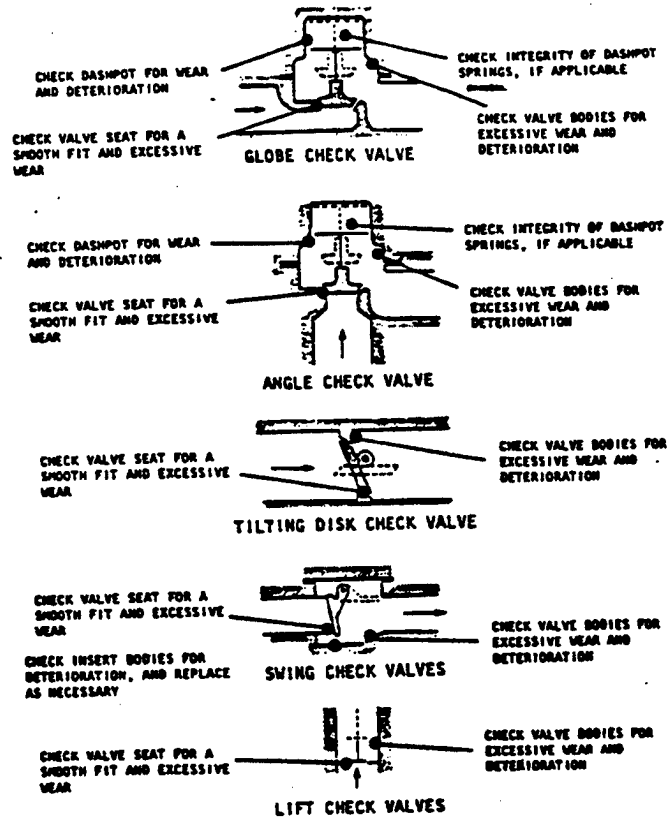 CHECK DASHPOT FOR WEAR
AND DETERIORATION
CHECK INTEGRITY OF DASHPOT
SPRINGS, IF APPLICABLE
CHECK VALVE SEAT FOR A
SMOOTH FIT AND EXCESSIVE
WEAR
CHECK VALVE BODIES FOR
EXCESSIVE WEAR AND
DETERIORATION
GLOBE CHECK VALVE
CHECK DASHPOT FOR WEAR
AND DETERIORATION
CHECK INTEGRITY OF DASHPOT
SPRINGS, IF APPLICABLE
CHECK VALVE SEAT FOR A
SMOOTH FIT AND EXCESSIVE
WEAR
CHECK VALVE BODIES FOR
EXCESSIVE WEAR AND
DETERIORATION
ANGLE CHECK VALVE
CHECK VALVE SEAT FOR A
SMOOTH FIT AND EXCESSIVE
WEAR
CHECK VALVE BODIES FOR
EXCESSIVE WEAR AND
DETERIORATION
TILTING DISK CHECK VALVE
CHECK VALVE SEAT FOR A
SMOOTH FIT AND EXCESSIVE
WEAR
CHECK INSERT BODIES FOR
DETERIORATION, AND REPLACE
AS NECESSARY
CHECK VALVE BODIES FOR
EXCESSIVE WEAR AND
DETERIORATION
SWING CHECK VALVES
CHECK VALVE SEAT FOR A
SMOOTH FIT AND EXCESSIVE
WEAR
CHECK VALVE BODIES FOR
EXCESSIVE WEAR AND
DETERIORATION
LIFT CHECK VALVES